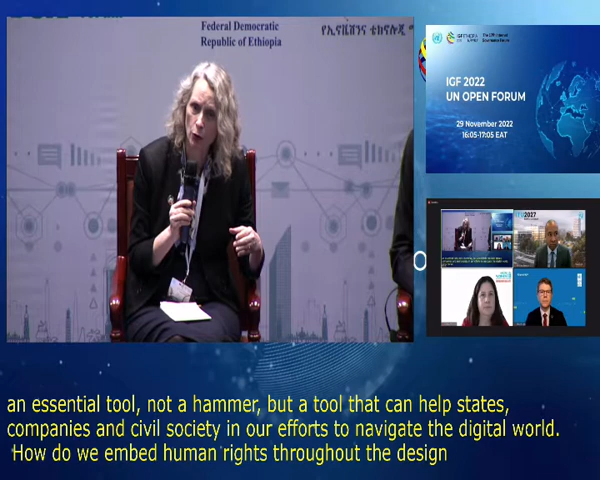 Federal Democratic
Republic of Ethiopia
የኢኖቬሽንና ቴክኖሎጂ
IGF 2022
UN OPEN FORUM
29 November 2022
16:05-17:05 EAT
an essential tool, not a hammer, but a tool that can help states,
companies and civil society in our efforts to navigate the digital world.
How do we embed human rights throughout the design